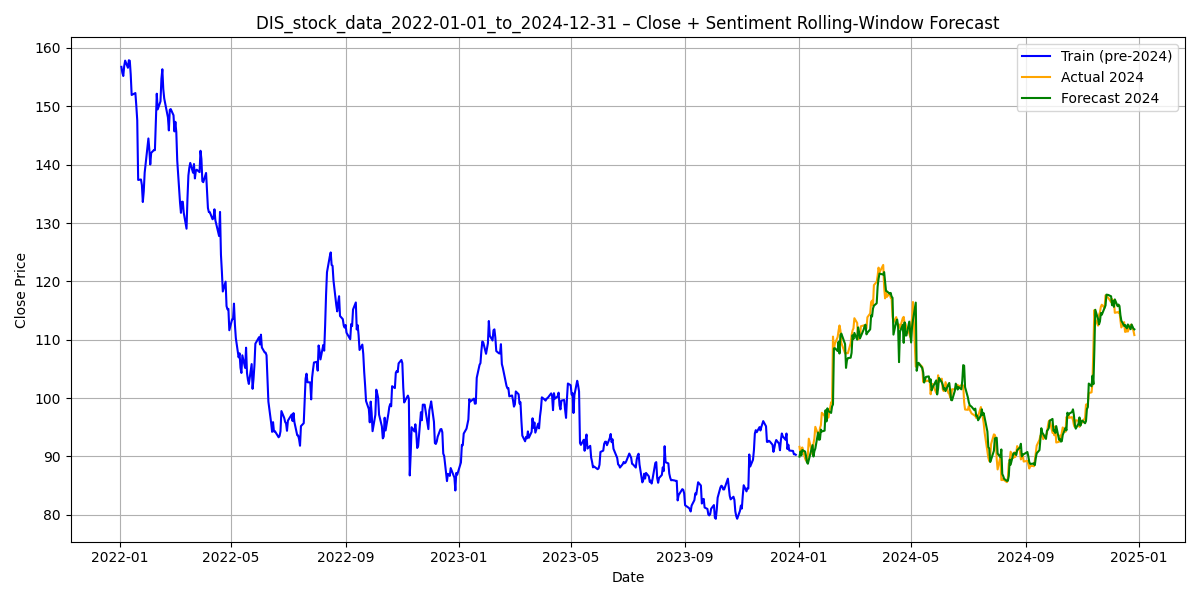 DIS_stock_data_2022-01-01_to_2024-12-31 – Close + Sentiment Rolling-Window Forecast
Train (pre-2024)
Actual 2024
Forecast 2024
Close Price
160
150
140
130
120
110
100
90
80
2022-01 2022-05 2022-09 2023-01 2023-05 2023-09 2024-01 2024-05 2024-09 2025-01
Date